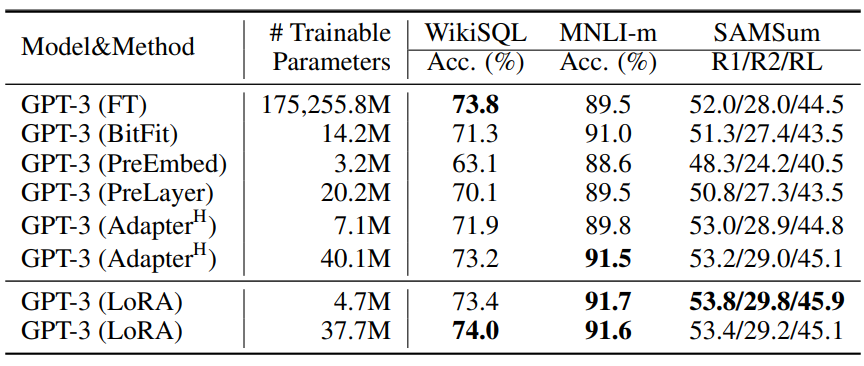 Model&Method # Trainable Parameters WikiSQL MNLI-m SAMSum
Acc. (%) Acc. (%) R1/R2/RL
GPT-3 (FT) 175,255.8M 73.8 89.5 52.0/28.0/44.5
GPT-3 (BitFit) 14.2M 71.3 91.0 51.3/27.4/43.5
GPT-3 (PreEmbed) 3.2M 63.1 88.6 48.3/24.2/40.5
GPT-3 (PreLayer) 20.2M 70.1 89.5 50.8/27.3/43.5
GPT-3 (AdapterH) 7.1M 71.9 89.8 53.0/28.9/44.8
GPT-3 (AdapterH) 40.1M 73.2 91.5 53.2/29.0/45.1
GPT-3 (LoRA) 4.7M 73.4 91.7 53.8/29.8/45.9
GPT-3 (LoRA) 37.7M 74.0 91.6 53.4/29.2/45.1